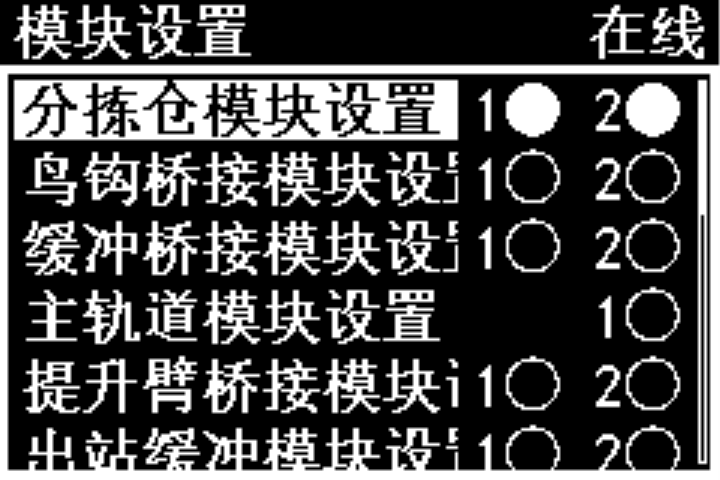 模块设置 在线
分拣仓模块设置 1 2
鸟钩桥接模块设 1 2
缓冲桥接模块设 1 2
主轨道模块设置 1
提升臂桥接模块 1 2
出站缓冲模块设 1 2